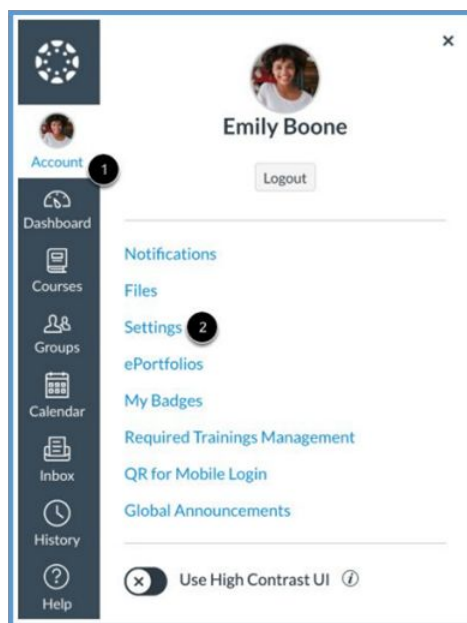 Account
1
Dashboard
Courses
Groups
Calendar
Inbox
History
Help
×
Emily Boone
Logout
Notifications
Files
Settings 2
ePortfolios
My Badges
Required Trainings Management
QR for Mobile Login
Global Announcements
Use High Contrast UI i